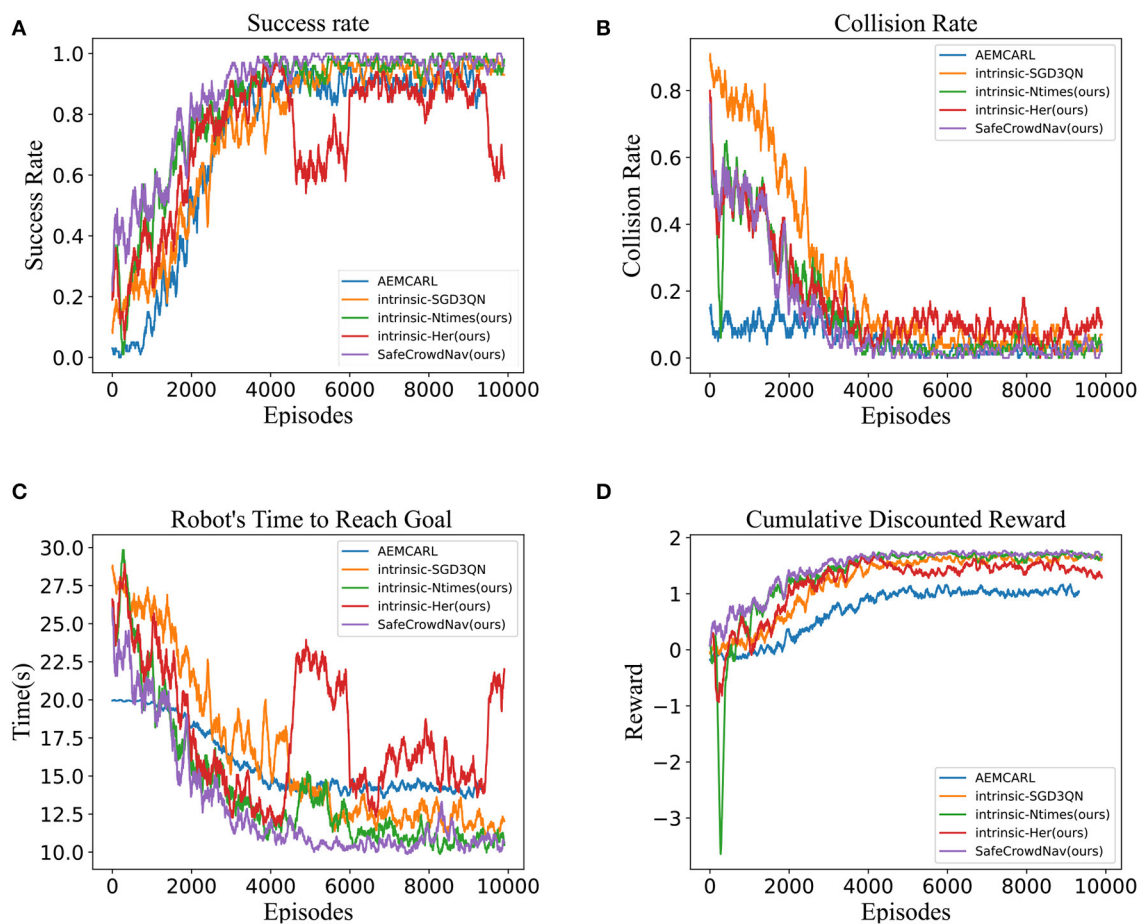 A
Success rate
1.0
0.8
0.6
0.4
0.2
0.0
Success Rate
AEMCARL
intrinsic-SGD3QN
intrinsic-Ntimes(ours)
intrinsic-Her(ours)
SafeCrowdNav(ours)
0 2000 4000 6000 8000 10000
Episodes
B
Collision Rate
0.8
0.6
0.4
0.2
0.0
Collision Rate
AEMCARL
intrinsic-SGD3QN
intrinsic-Ntimes(ours)
intrinsic-Her(ours)
SafeCrowdNav(ours)
0 2000 4000 6000 8000 10000
Episodes
C
Robot's Time to Reach Goal
30.0
27.5
25.0
22.5
20.0
17.5
15.0
12.5
10.0
Time(s)
AEMCARL
intrinsic-SGD3QN
intrinsic-Ntimes(ours)
intrinsic-Her(ours)
SafeCrowdNav(ours)
0 2000 4000 6000 8000 10000
Episodes
D
Cumulative Discounted Reward
2
1
0
−1
−2
−3
Reward
AEMCARL
intrinsic-SGD3QN
intrinsic-Ntimes(ours)
intrinsic-Her(ours)
SafeCrowdNav(ours)
0 2000 4000 6000 8000 10000
Episodes